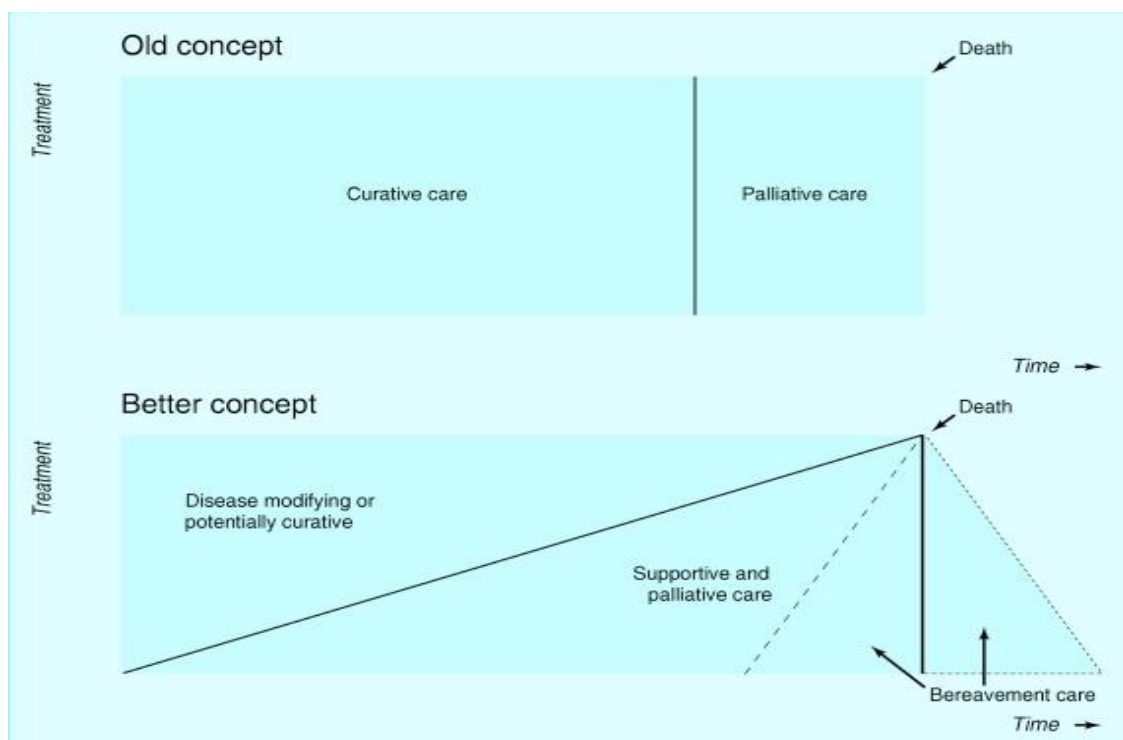 Old concept
Death
Treatment
Curative care
Palliative care
Time
Better concept
Death
Treatment
Disease modifying or
potentially curative
Supportive and
palliative care
Bereavement care
Time